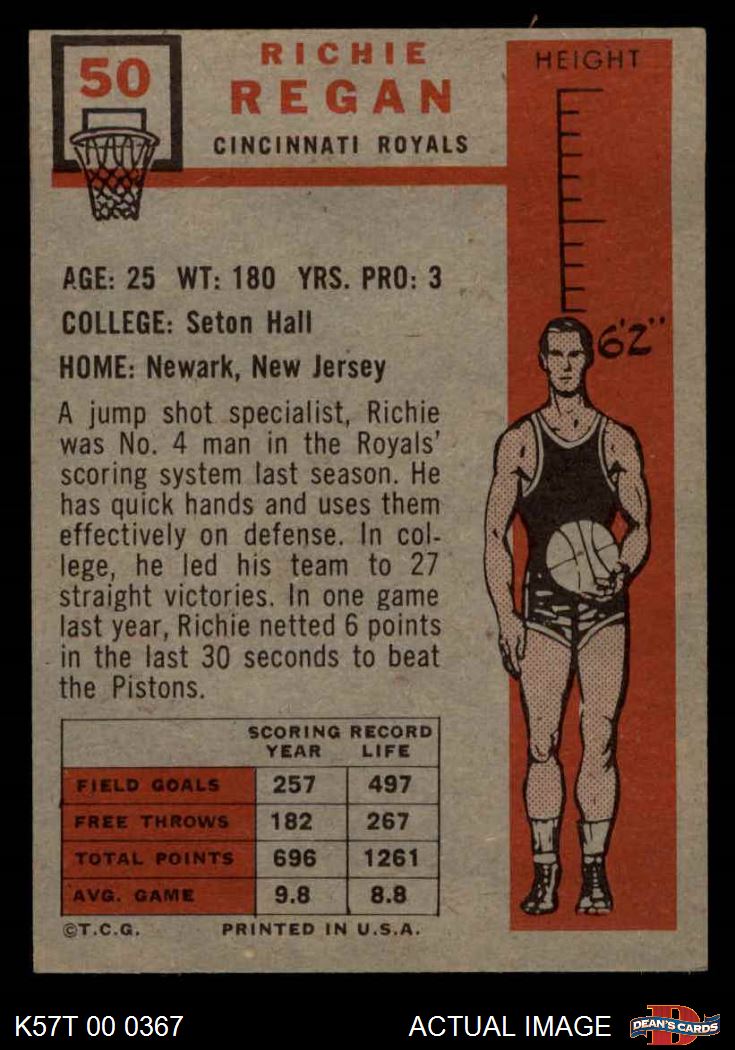 50
RICHIE
REGAN
CINCINNATI ROYALS
HEIGHT
6'2"
AGE: 25 WT: 180 YRS. PRO: 3
COLLEGE: Seton Hall
HOME: Newark, New Jersey
A jump shot specialist, Richie
was No. 4 man in the Royals'
scoring system last season. He
has quick hands and uses them
effectively on defense. In col-
lege, he led his team to 27
straight victories. In one game
last year, Richie netted 6 points
in the last 30 seconds to beat
the Pistons.
SCORING RECORD
YEAR LIFE
FIELD GOALS 257 497
FREE THROWS 182 267
TOTAL POINTS 696 1261
AVG. GAME 9.8 8.8
©T.C.G. PRINTED IN U.S.A.
K57T 00 0367 ACTUAL IMAGE DEAN'S CARDS